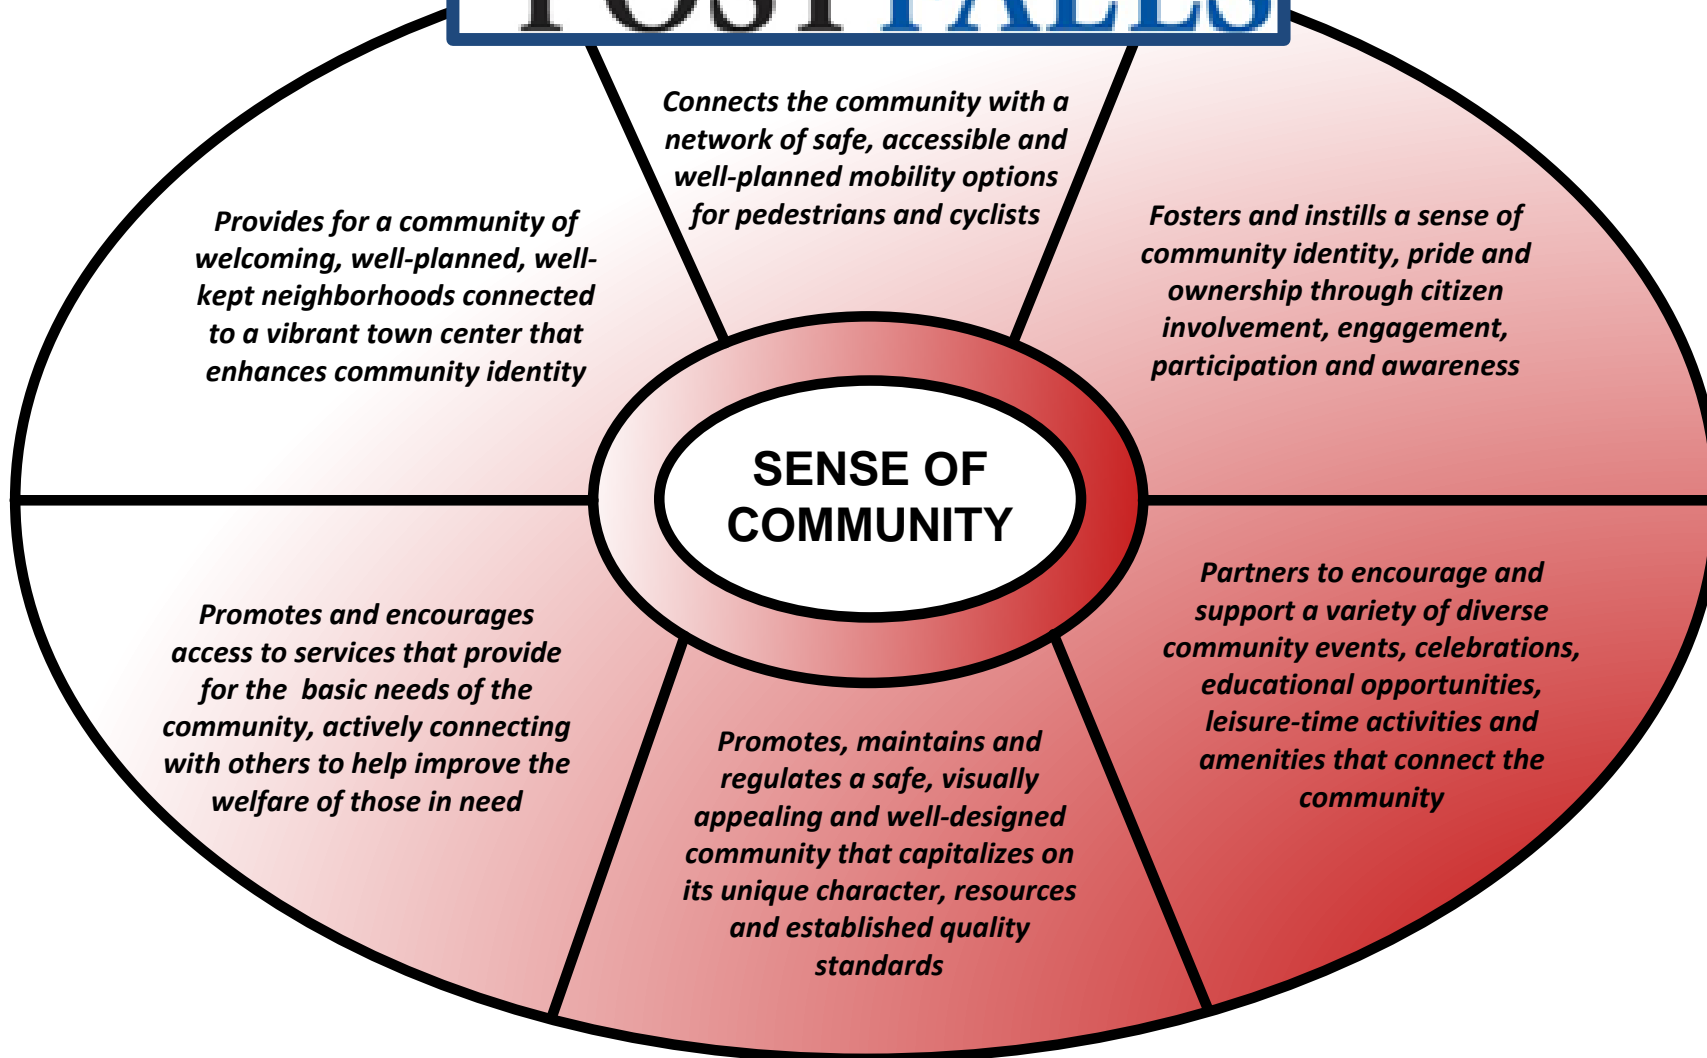 POST FALLS
Connects the community with a
network of safe, accessible and
well-planned mobility options
for pedestrians and cyclists
Provides for a community of
welcoming, well-planned, well-
kept neighborhoods connected
to a vibrant town center that
enhances community identity
Fosters and instills a sense of
community identity, pride and
ownership through citizen
involvement, engagement,
participation and awareness
SENSE OF
COMMUNITY
Promotes and encourages
access to services that provide
for the  basic needs of the
community, actively connecting
with others to help improve the
welfare of those in need
Promotes, maintains and
regulates a safe, visually
appealing and well-designed
community that capitalizes on
its unique character, resources
and established quality
standards
Partners to encourage and
support a variety of diverse
community events, celebrations,
educational opportunities,
leisure-time activities and
amenities that connect the
community